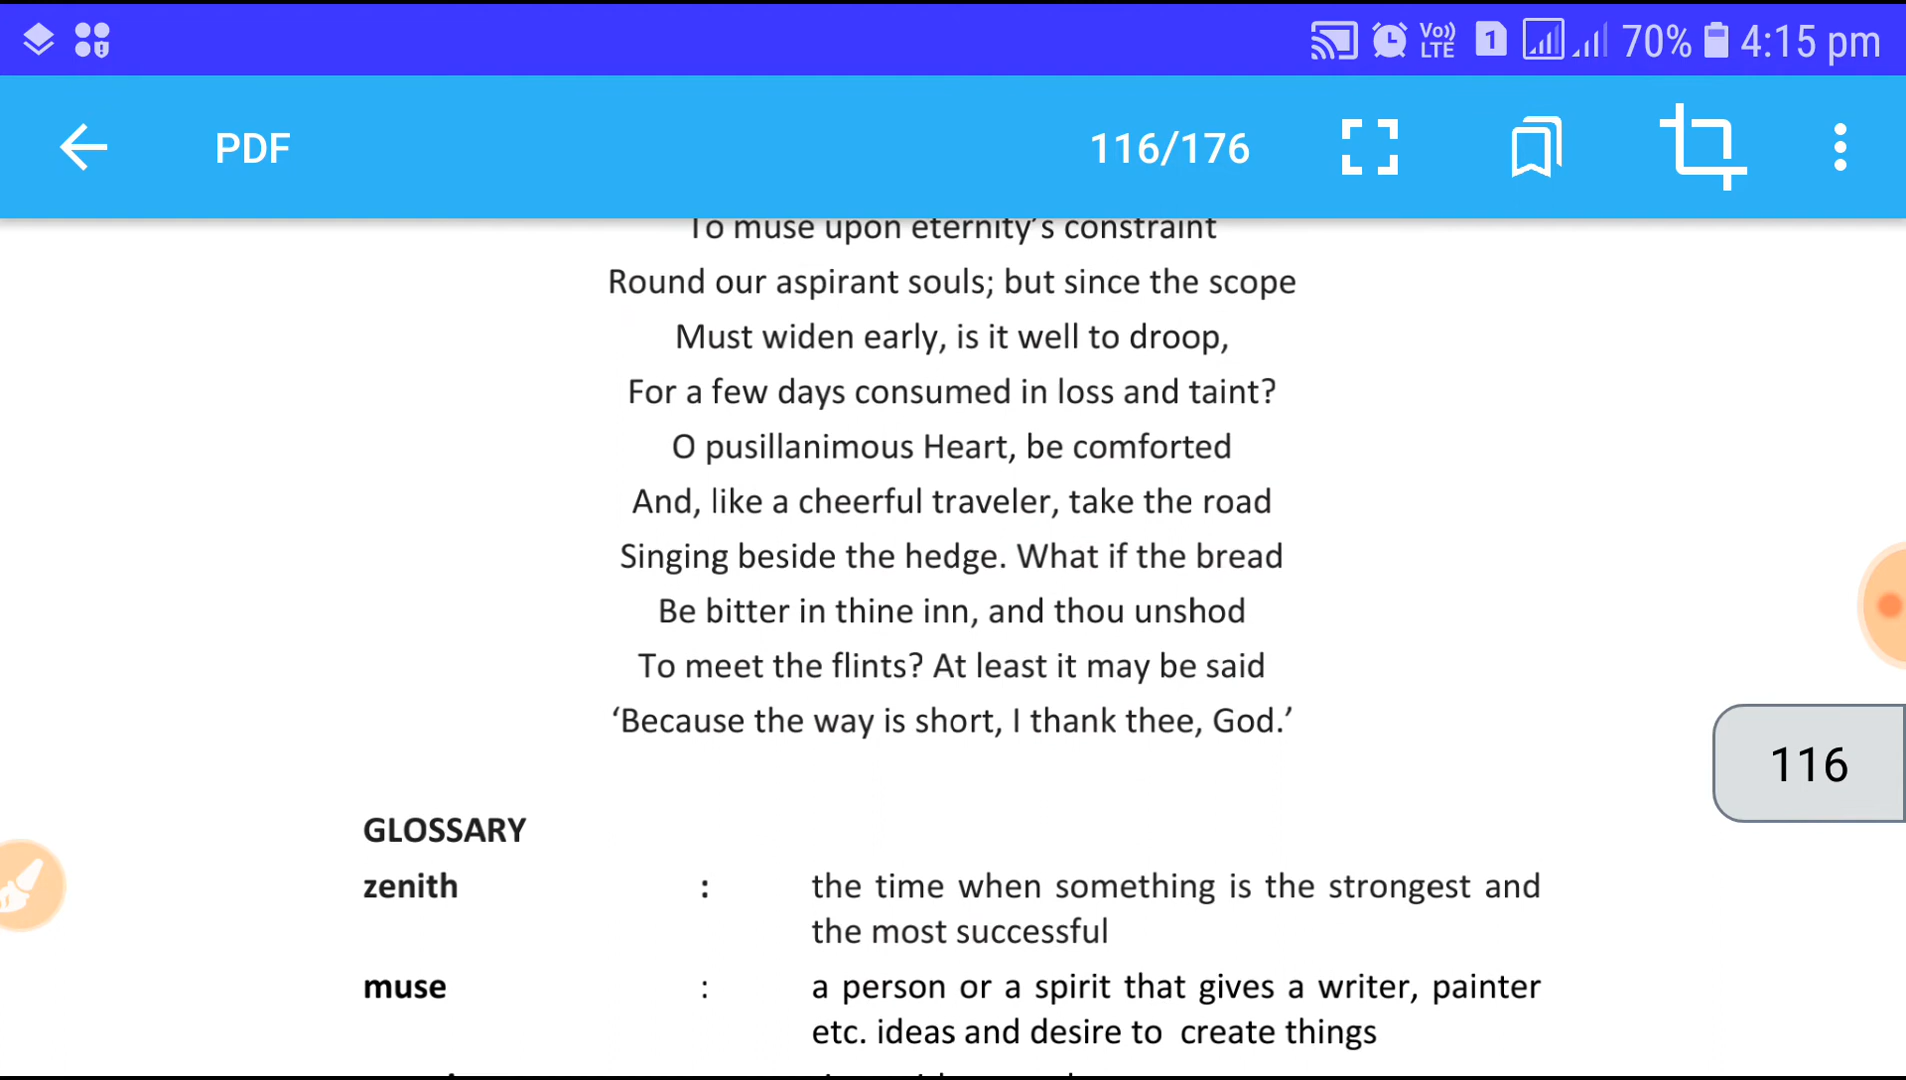 Vo)) LTE 1 70% 4:15 pm
PDF 116/176
To muse upon eternity's constraint
Round our aspirant souls; but since the scope
Must widen early, is it well to droop,
For a few days consumed in loss and taint?
O pusillanimous Heart, be comforted
And, like a cheerful traveler, take the road
Singing beside the hedge. What if the bread
Be bitter in thine inn, and thou unshod
To meet the flints? At least it may be said
‘Because the way is short, I thank thee, God.’
116
GLOSSARY
zenith : the time when something is the strongest and
the most successful
muse : a person or a spirit that gives a writer, painter
etc. ideas and desire to create things